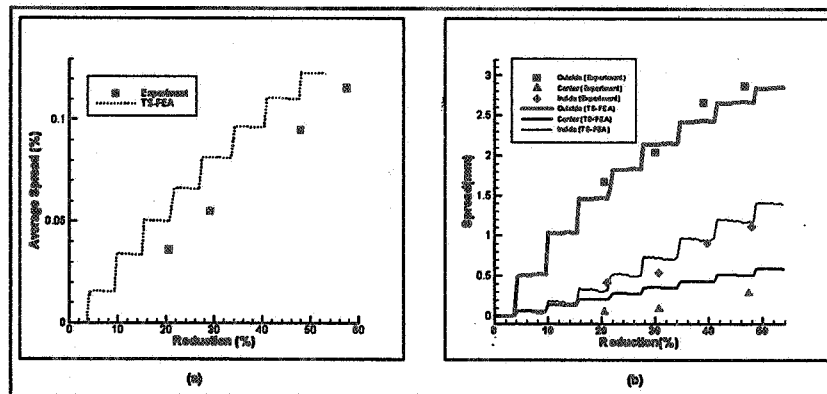 Average Spread (%)
0.1
0.05
0
Experiment
TS-FEA
0 10 20 30 40 50 60
Reduction (%)
(a)
Spread(mm)
3
2.5
2
1.5
1
0.5
0
Outside (Experiment)
Center (Experiment)
Inside (Experiment)
Outside (TS-FEA)
Center (TS-FEA)
Inside (TS-FEA)
0 10 20 30 40 50
Reduction(%)
(b)